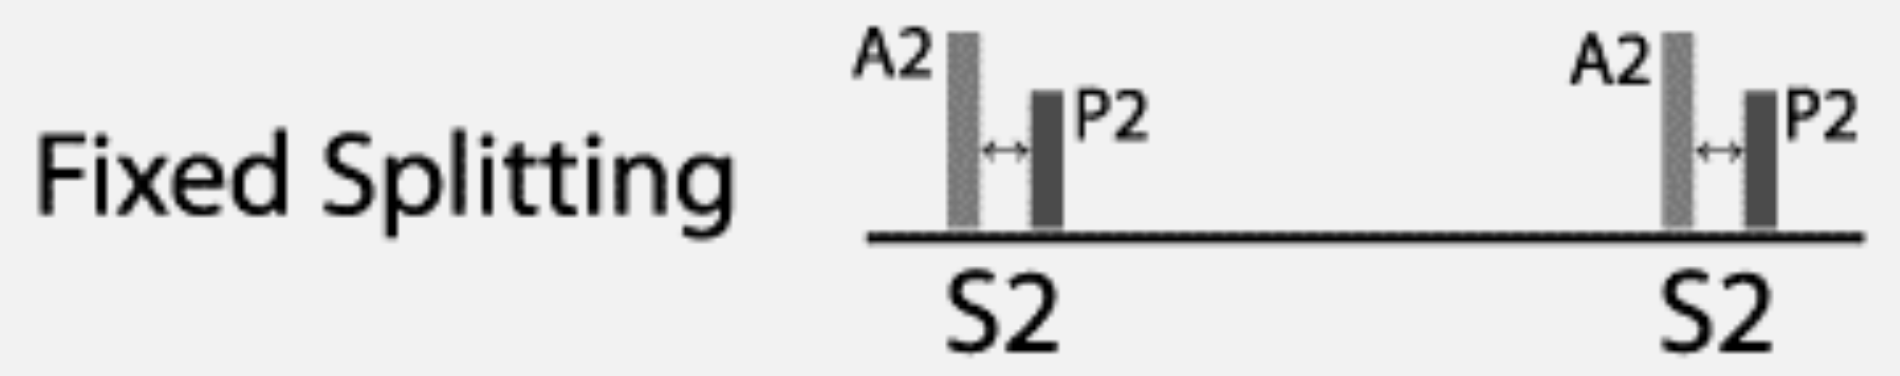 Fixed Splitting
A2 P2 A2 P2
S2 S2